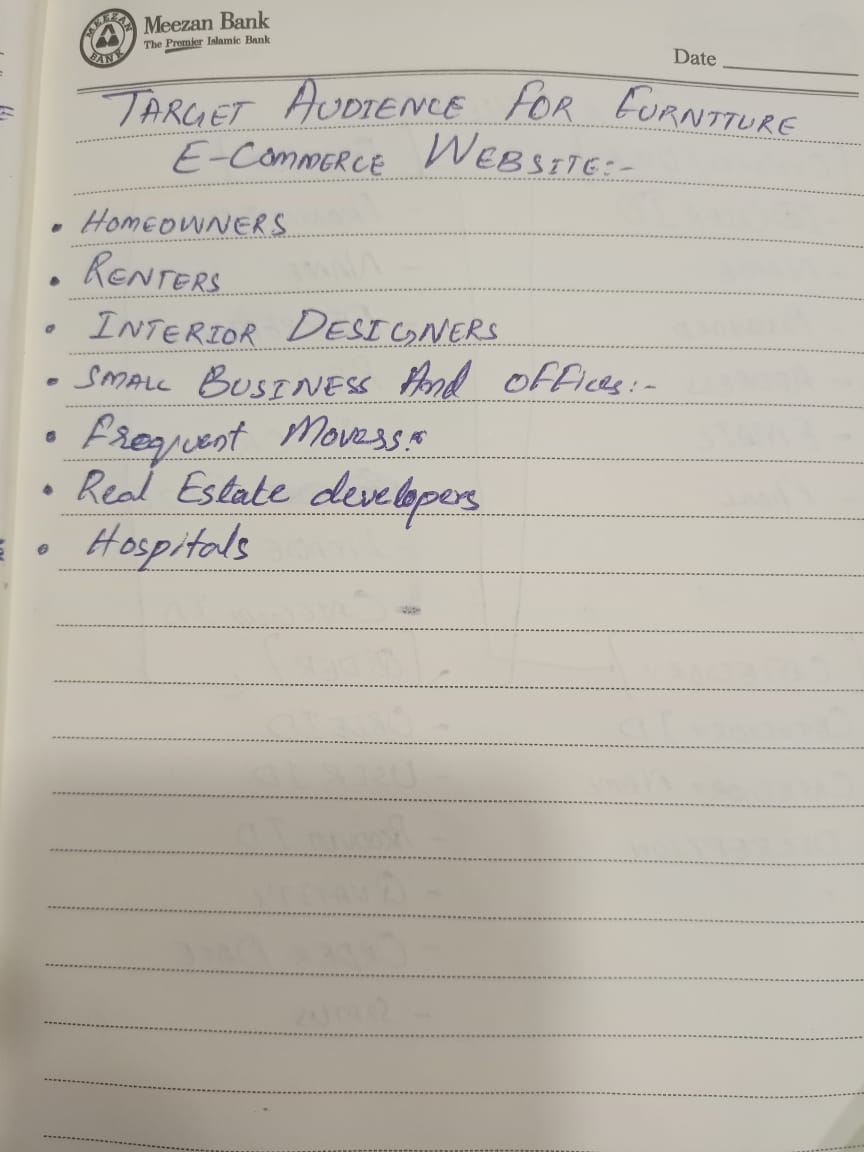 MEEZAN BANK
Meezan Bank
The Premier Islamic Bank
Date
TARGET AUDIENCE FOR FURNITURE
E-COMMERCE WEBSITE:-
• HOMEOWNERS
• RENTERS
• INTERIOR DESIGNERS
• SMALL BUSINESS And Offices:-
• Frequent Movess:
• Real Estate developers
• Hospitals